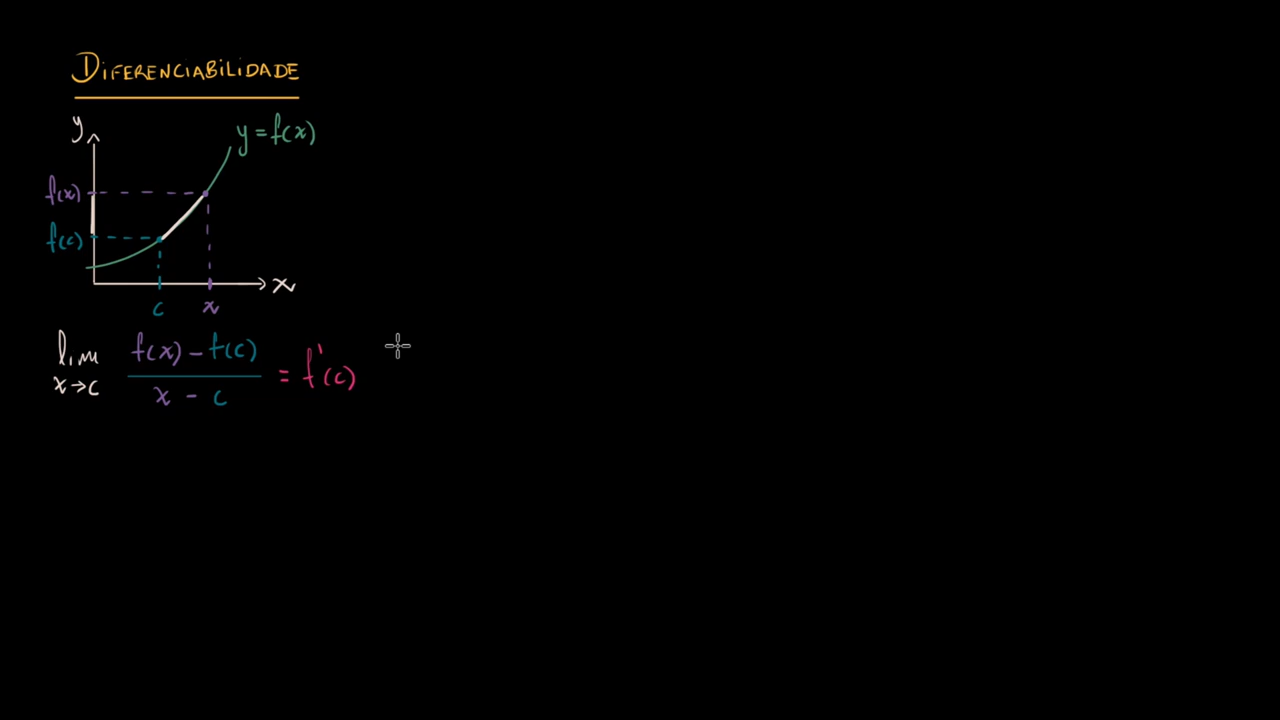 DIFERENCIABILIDADE
y
y = f(x)
f(x)
f(c)
x
c x
lim x→c f(x) - f(c) / x - c = f'(c)